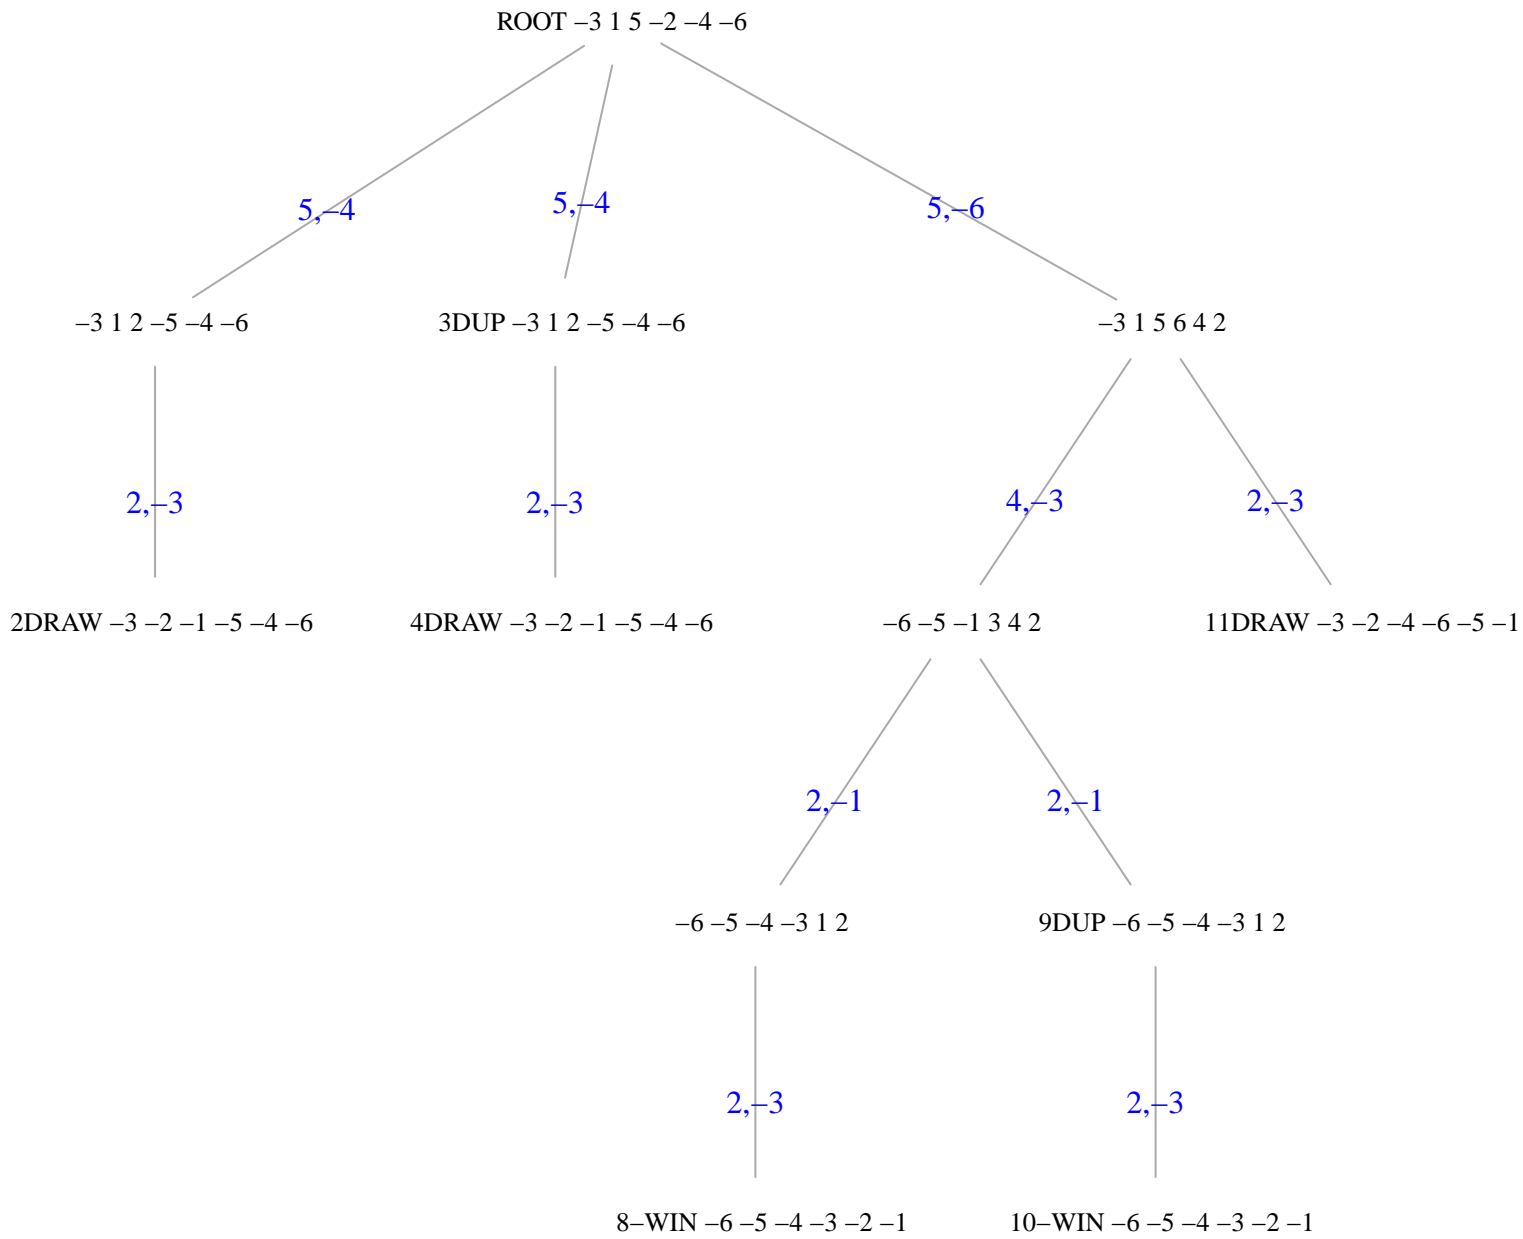 ROOT –3 1 5 –2 –4 –6
5,–4
5,–4
5,–6
–3 1 2 –5 –4 –6
3DUP –3 1 2 –5 –4 –6
–3 1 5 6 4 2
2,–3
2,–3
4,–3
2,–3
2DRAW –3 –2 –1 –5 –4 –6
4DRAW –3 –2 –1 –5 –4 –6
–6 –5 –1 3 4 2
11DRAW –3 –2 –4 –6 –5 –1
2,–1
2,–1
–6 –5 –4 –3 1 2
9DUP –6 –5 –4 –3 1 2
2,–3
2,–3
8–WIN –6 –5 –4 –3 –2 –1
10–WIN –6 –5 –4 –3 –2 –1